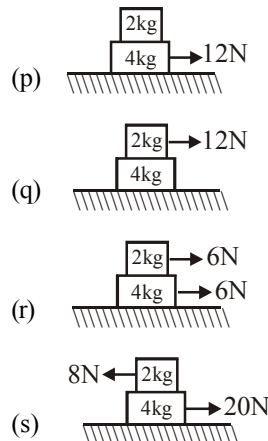 2kg
(p) 4kg 12N
(q) 2kg 12N
4kg
2kg 6N
(r) 4kg 6N
8N 2kg
(s) 4kg 20N